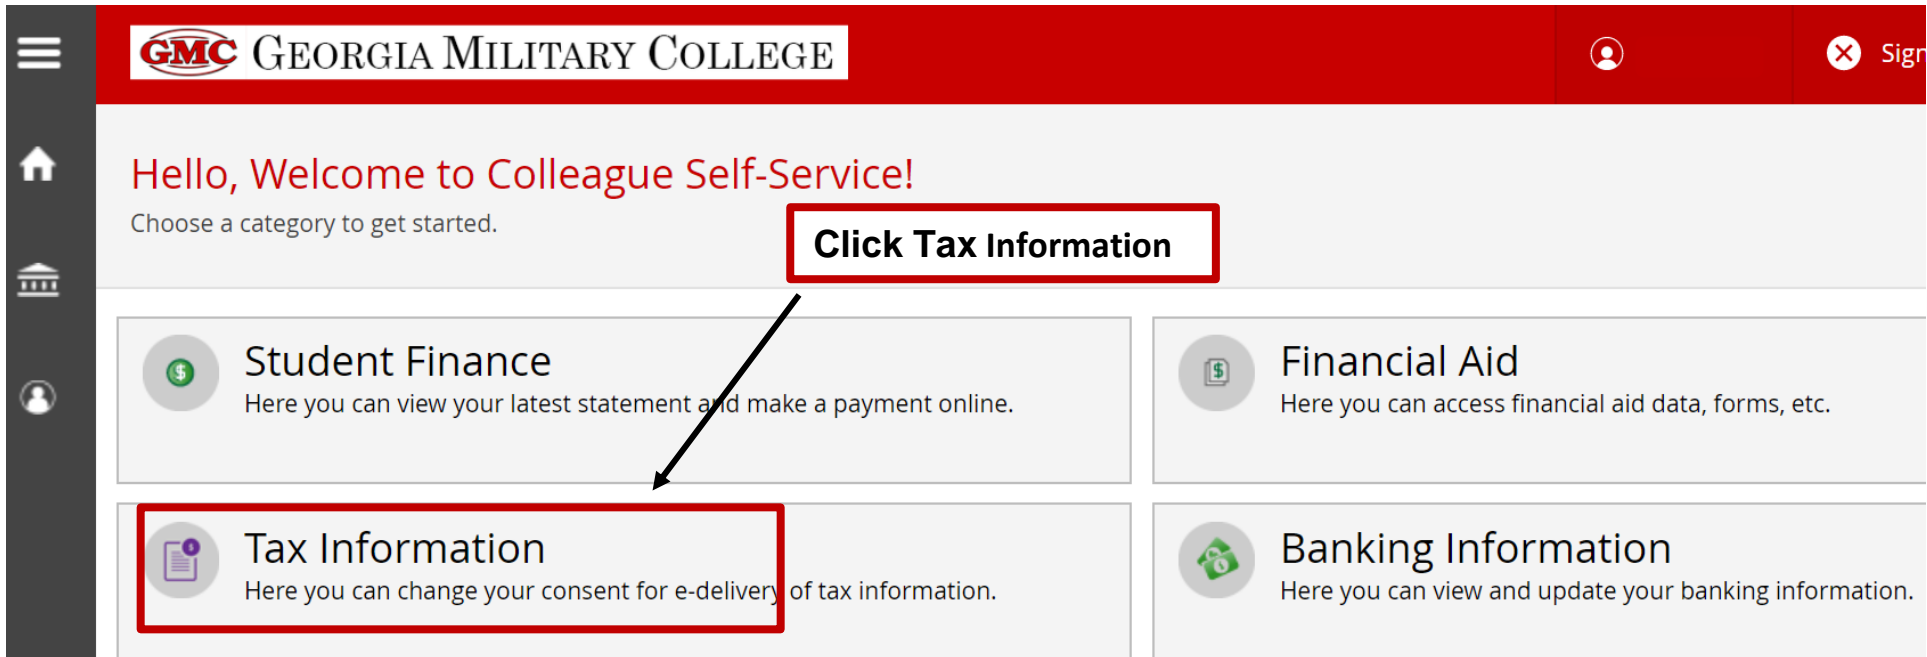 GMC GEORGIA MILITARY COLLEGE
Sign
Hello, Welcome to Colleague Self-Service!
Choose a category to get started.
Click Tax Information
Student Finance
Here you can view your latest statement and make a payment online.
Financial Aid
Here you can access financial aid data, forms, etc.
Tax Information
Here you can change your consent for e-delivery of tax information.
Banking Information
Here you can view and update your banking information.